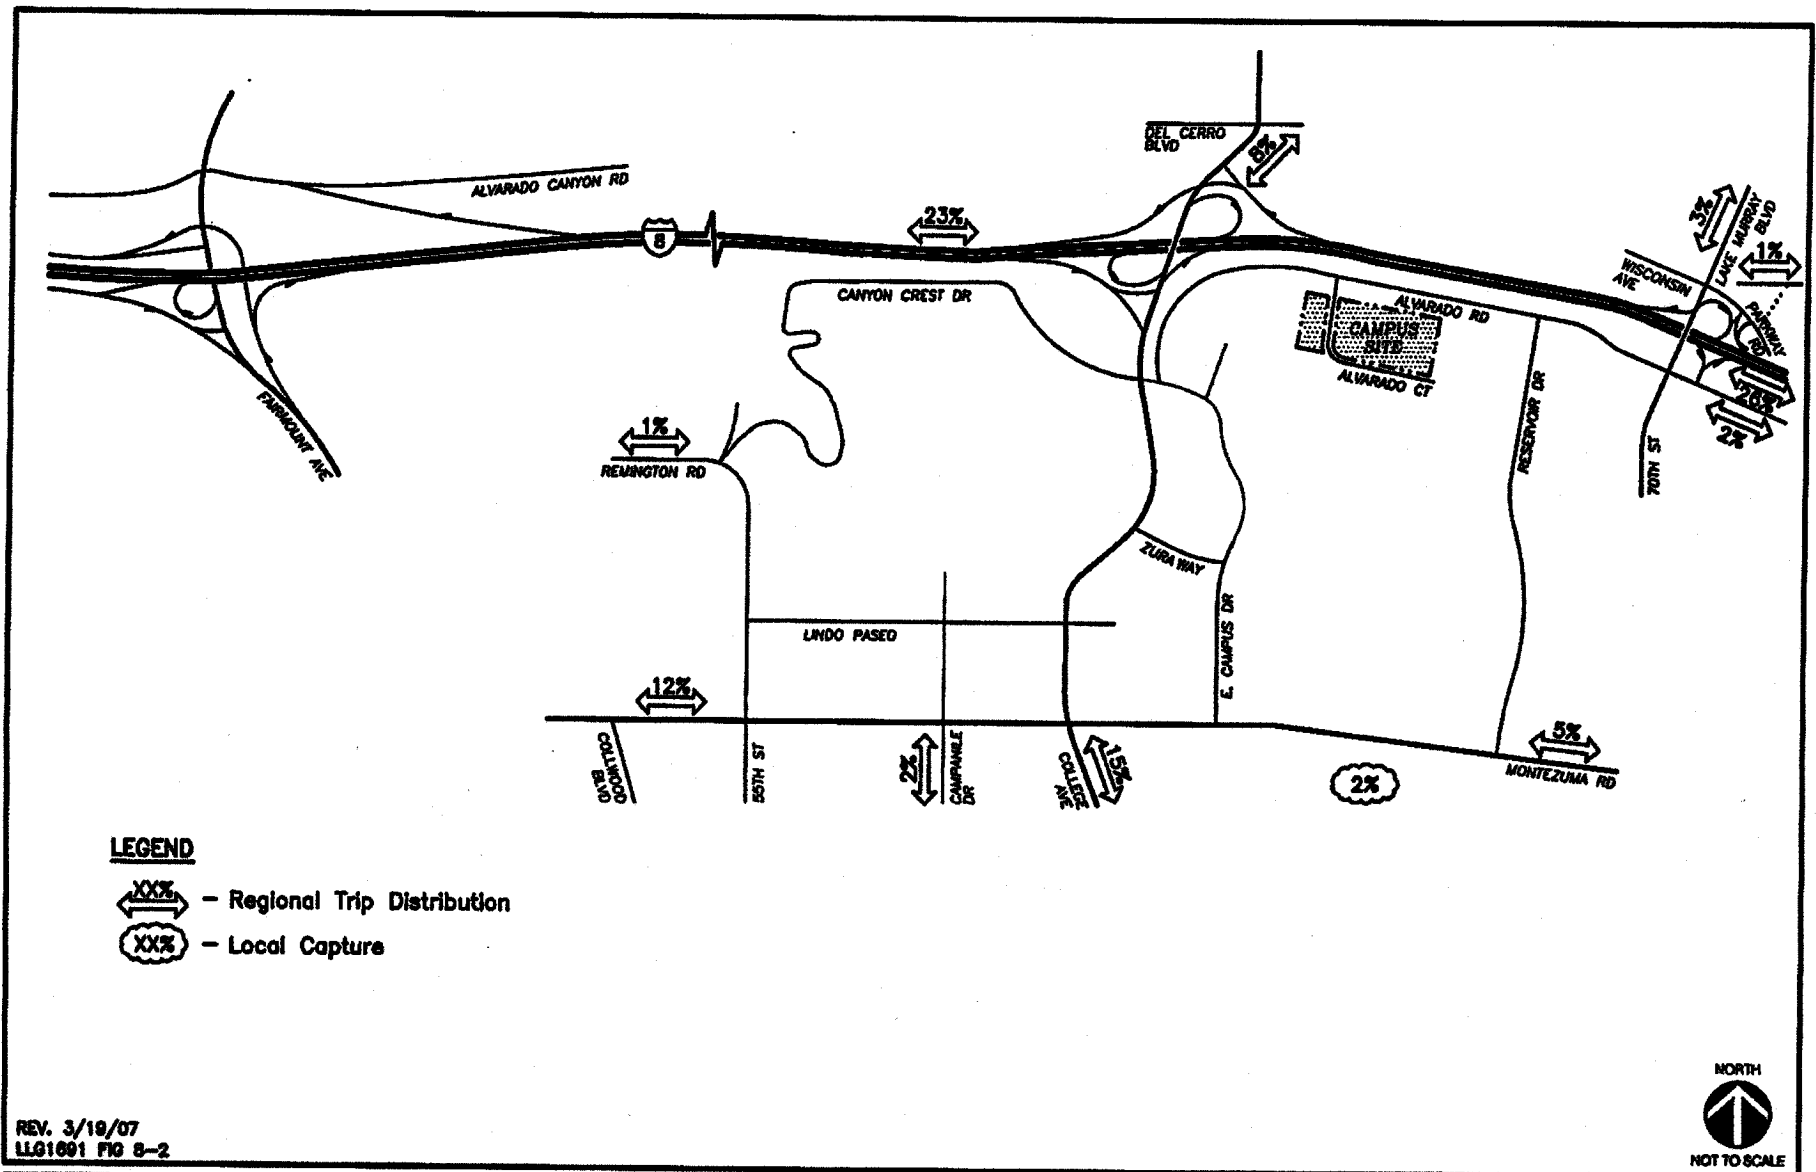 DEL CERRO
BLVD
8%
ALVARADO CANYON RD
23%
8
3%
LAKE MURRAY
BLVD
1%
WISCONSIN
AVE
PARKWAY
RD
CANYON CREST DR
ALVARADO RD
CAMPUS
SITE
ALVARADO CT
26%
2%
FAIRMOUNT AVE
1%
REMINGTON RD
RESERVOIR DR
70TH ST
ZURA WAY
LINDO PASEO
E. CAMPUS DR
12%
COLLWOOD
BLVD
55TH ST
2%
CAMPANILE
DR
COLLEGE
AVE
15%
5%
MONTEZUMA RD
2%
LEGEND
XX% - Regional Trip Distribution
XX% - Local Capture
NORTH
NOT TO SCALE
REV. 3/19/07
LLG1691 FIG 8-2